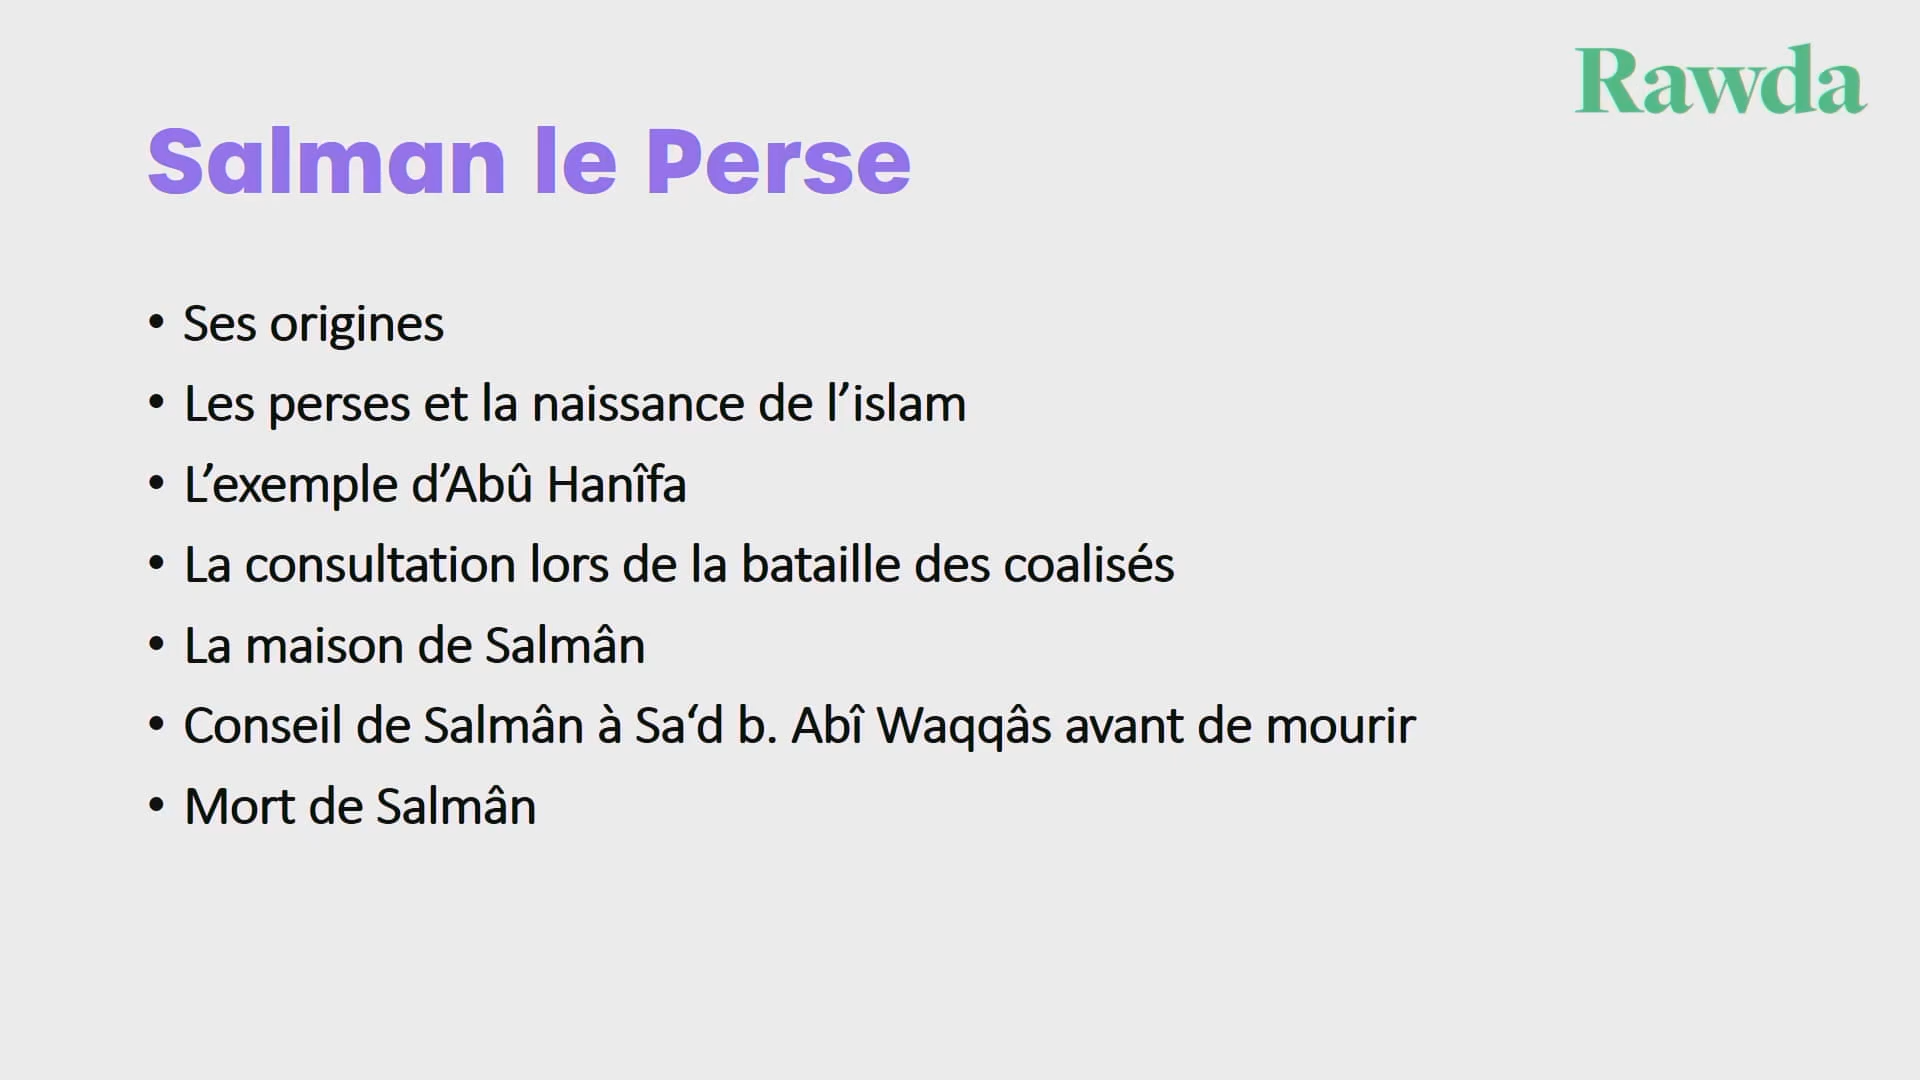 Rawda
Salman le Perse
• Ses origines
• Les perses et la naissance de l’islam
• L’exemple d’Abû Hanîfa
• La consultation lors de la bataille des coalisés
• La maison de Salmân
• Conseil de Salmân à Sa‘d b. Abî Waqqâs avant de mourir
• Mort de Salmân